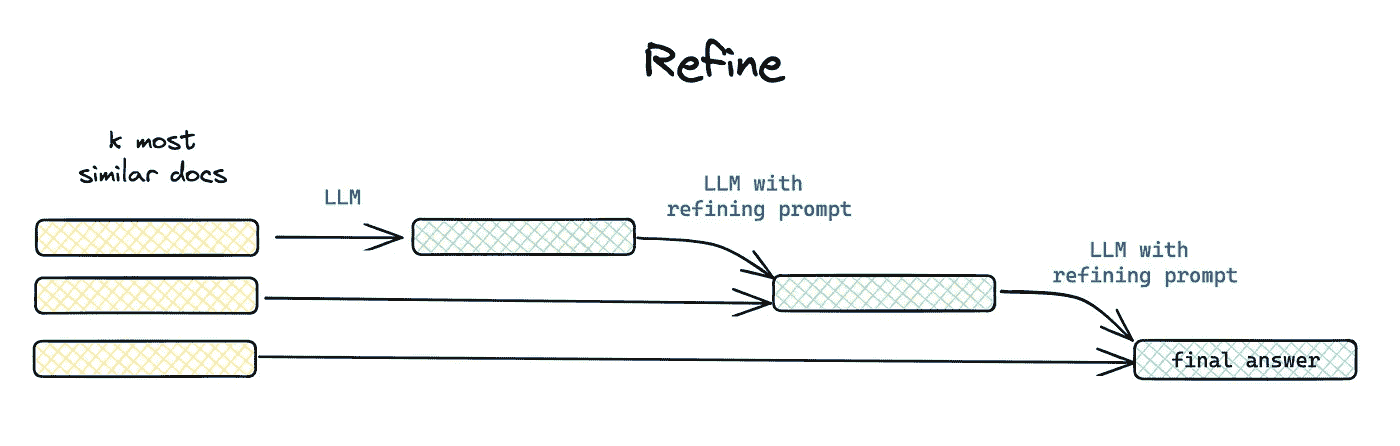 Refine
k most
similar docs
LLM
LLM with
refining prompt
LLM with
refining prompt
final answer